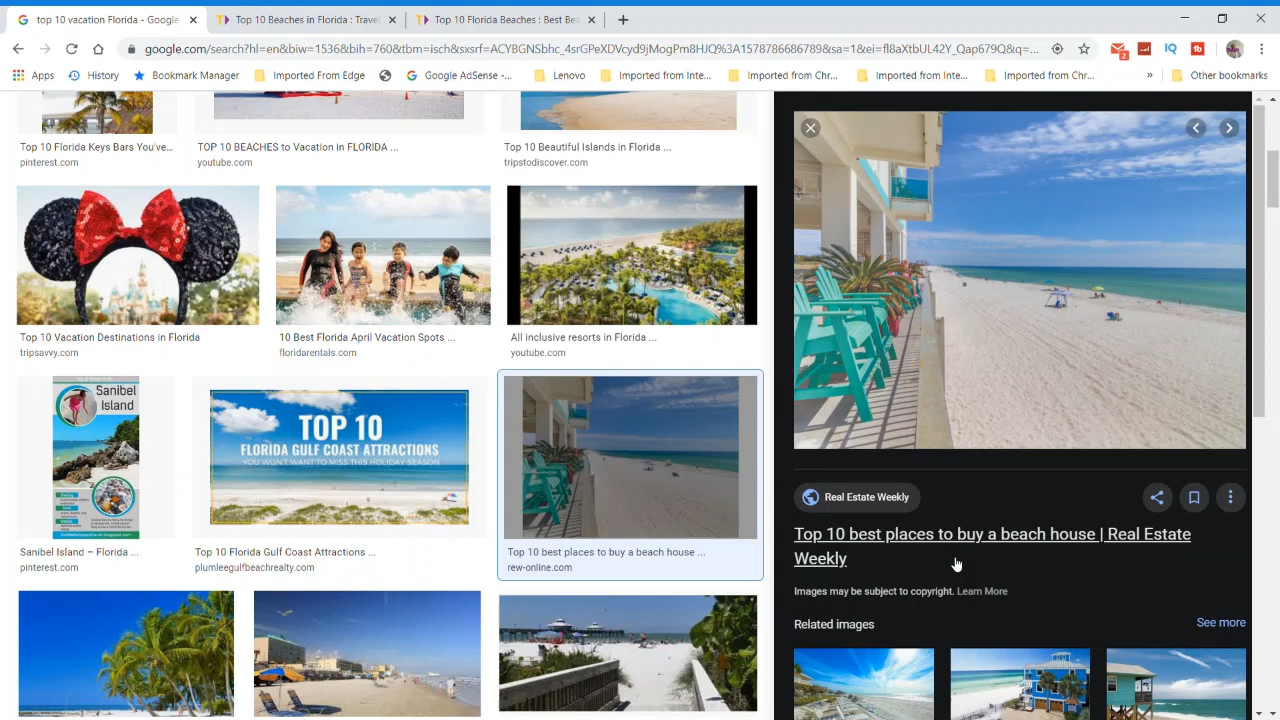 top 10 vacation Florida - Google
Top 10 Beaches in Florida : Travel
Top 10 Florida Beaches : Best Bea
google.com/search?hl=en&biw=1536&bih=760&tbm=isch&sxsrf=ACYBGNSbhc_4srGPeXDVcyd9jMogPm8HJQ%3A1578786686789&sa=1&ei=fl8aXtbUL42Y_Qap679Q&q=...
2
Apps
History
Bookmark Manager
Imported From Edge
Google AdSense -...
Lenovo
Imported from Inte...
Imported from Chr...
Imported from Inte...
Imported from Chr...
»
Other bookmarks
Top 10 Florida Keys Bars You've...
pinterest.com
TOP 10 BEACHES to Vacation in FLORIDA ...
youtube.com
Top 10 Beautiful Islands in Florida ...
tripstodiscover.com
Top 10 Vacation Destinations in Florida
tripsavvy.com
10 Best Florida April Vacation Spots ...
floridarentals.com
All inclusive resorts in Florida ...
youtube.com
Sanibel
Island
TOP 10
FLORIDA GULF COAST ATTRACTIONS
YOU WON'T WANT TO MISS THIS HOLIDAY SEASON
Sanibel Island – Florida ...
pinterest.com
Top 10 Florida Gulf Coast Attractions ...
plumleegulfbeachrealty.com
Top 10 best places to buy a beach house ...
rew-online.com
Real Estate Weekly
Top 10 best places to buy a beach house | Real Estate
Weekly
Images may be subject to copyright. Learn More
Related images
See more